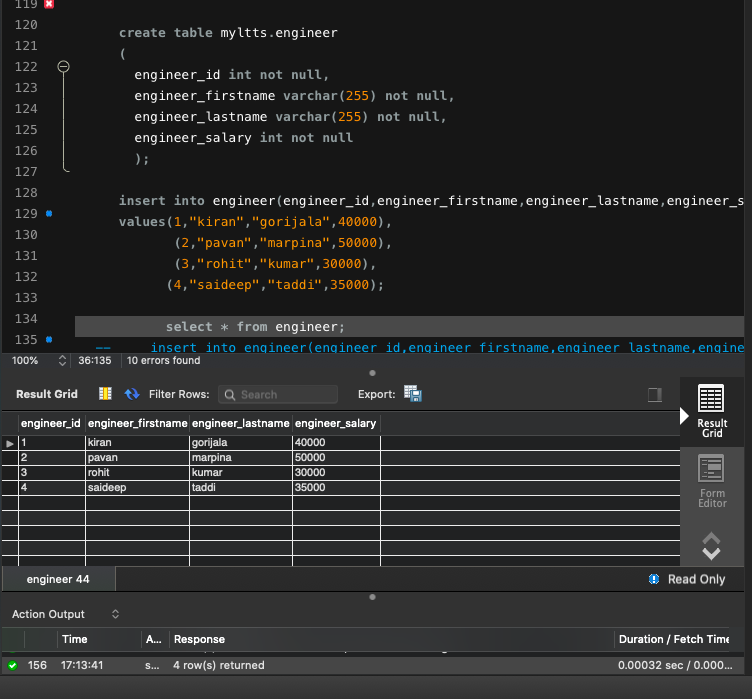 119
120
create table myltts.engineer
121
(
122
engineer_id int not null,
123
engineer_firstname varchar(255) not null,
124
engineer_lastname varchar(255) not null,
125
engineer_salary int not null
126
);
127
128
insert into engineer(engineer_id,engineer_firstname,engineer_lastname,engineer_s
129
values(1,"kiran","gorijala",40000),
130
(2,"pavan","marpina",50000),
131
(3,"rohit","kumar",30000),
132
(4,"saideep","taddi",35000);
133
134
select * from engineer;
135
-- insert into engineer(engineer_id,engineer_firstname,engineer_lastname,engine
100% 36:135 10 errors found
Result Grid Filter Rows: Search Export:
engineer_id engineer_firstname engineer_lastname engineer_salary
1 kiran gorijala 40000
2 pavan marpina 50000
3 rohit kumar 30000
4 saideep taddi 35000
Result
Grid
Form
Editor
engineer 44 Read Only
Action Output
Time A... Response Duration / Fetch Time
156 17:13:41 s... 4 row(s) returned 0.00032 sec / 0.000...